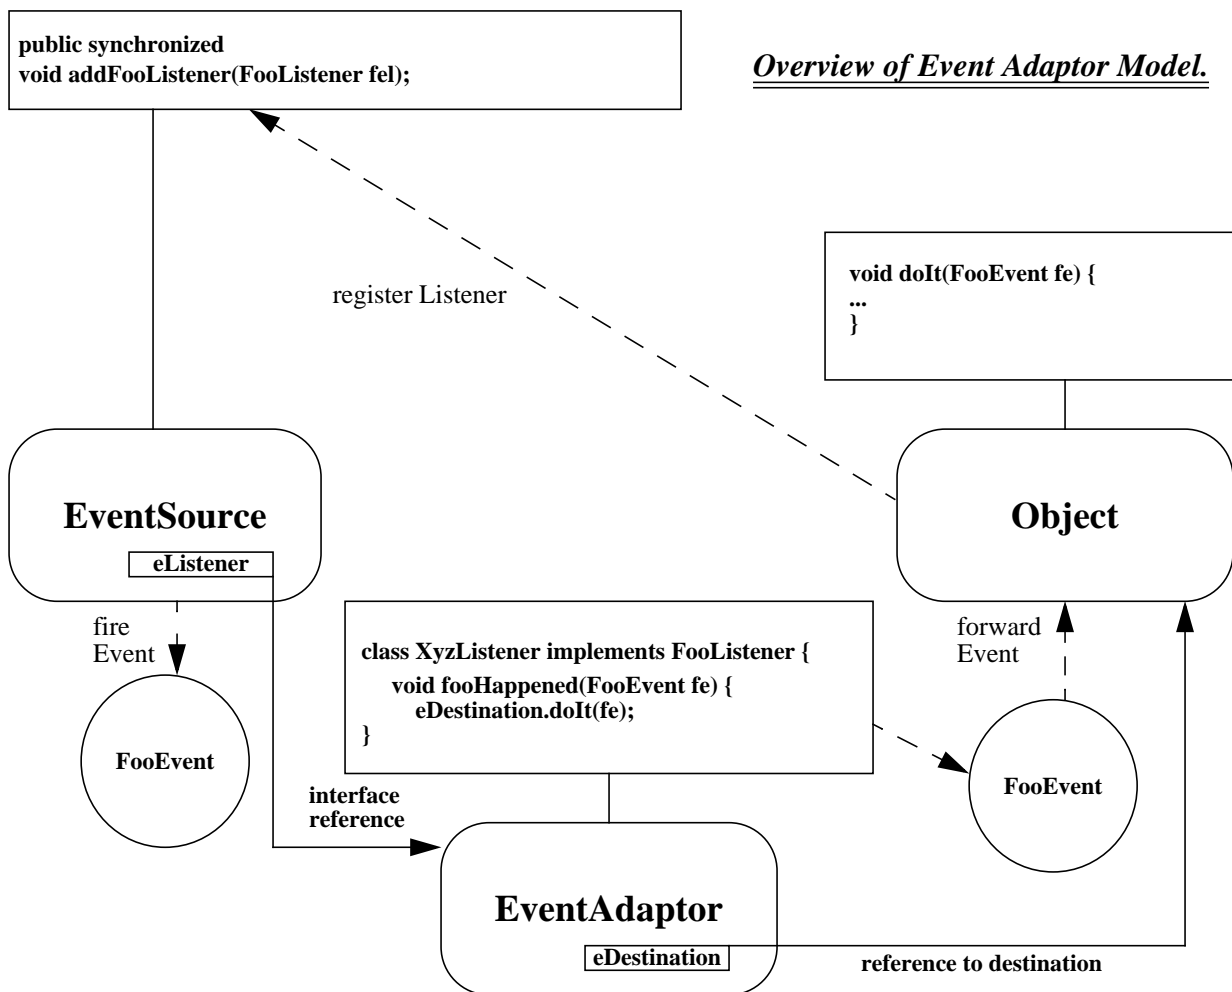 public synchronized
void addFooListener(FooListener fel);
Overview of Event Adaptor Model.
void doIt(FooEvent fe) {
...
}
register Listener
EventSource
eListener
Object
fire
Event
class XyzListener implements FooListener {
void fooHappened(FooEvent fe) {
eDestination.doIt(fe);
}
forward
Event
FooEvent
FooEvent
interface
reference
EventAdaptor
eDestination
reference to destination